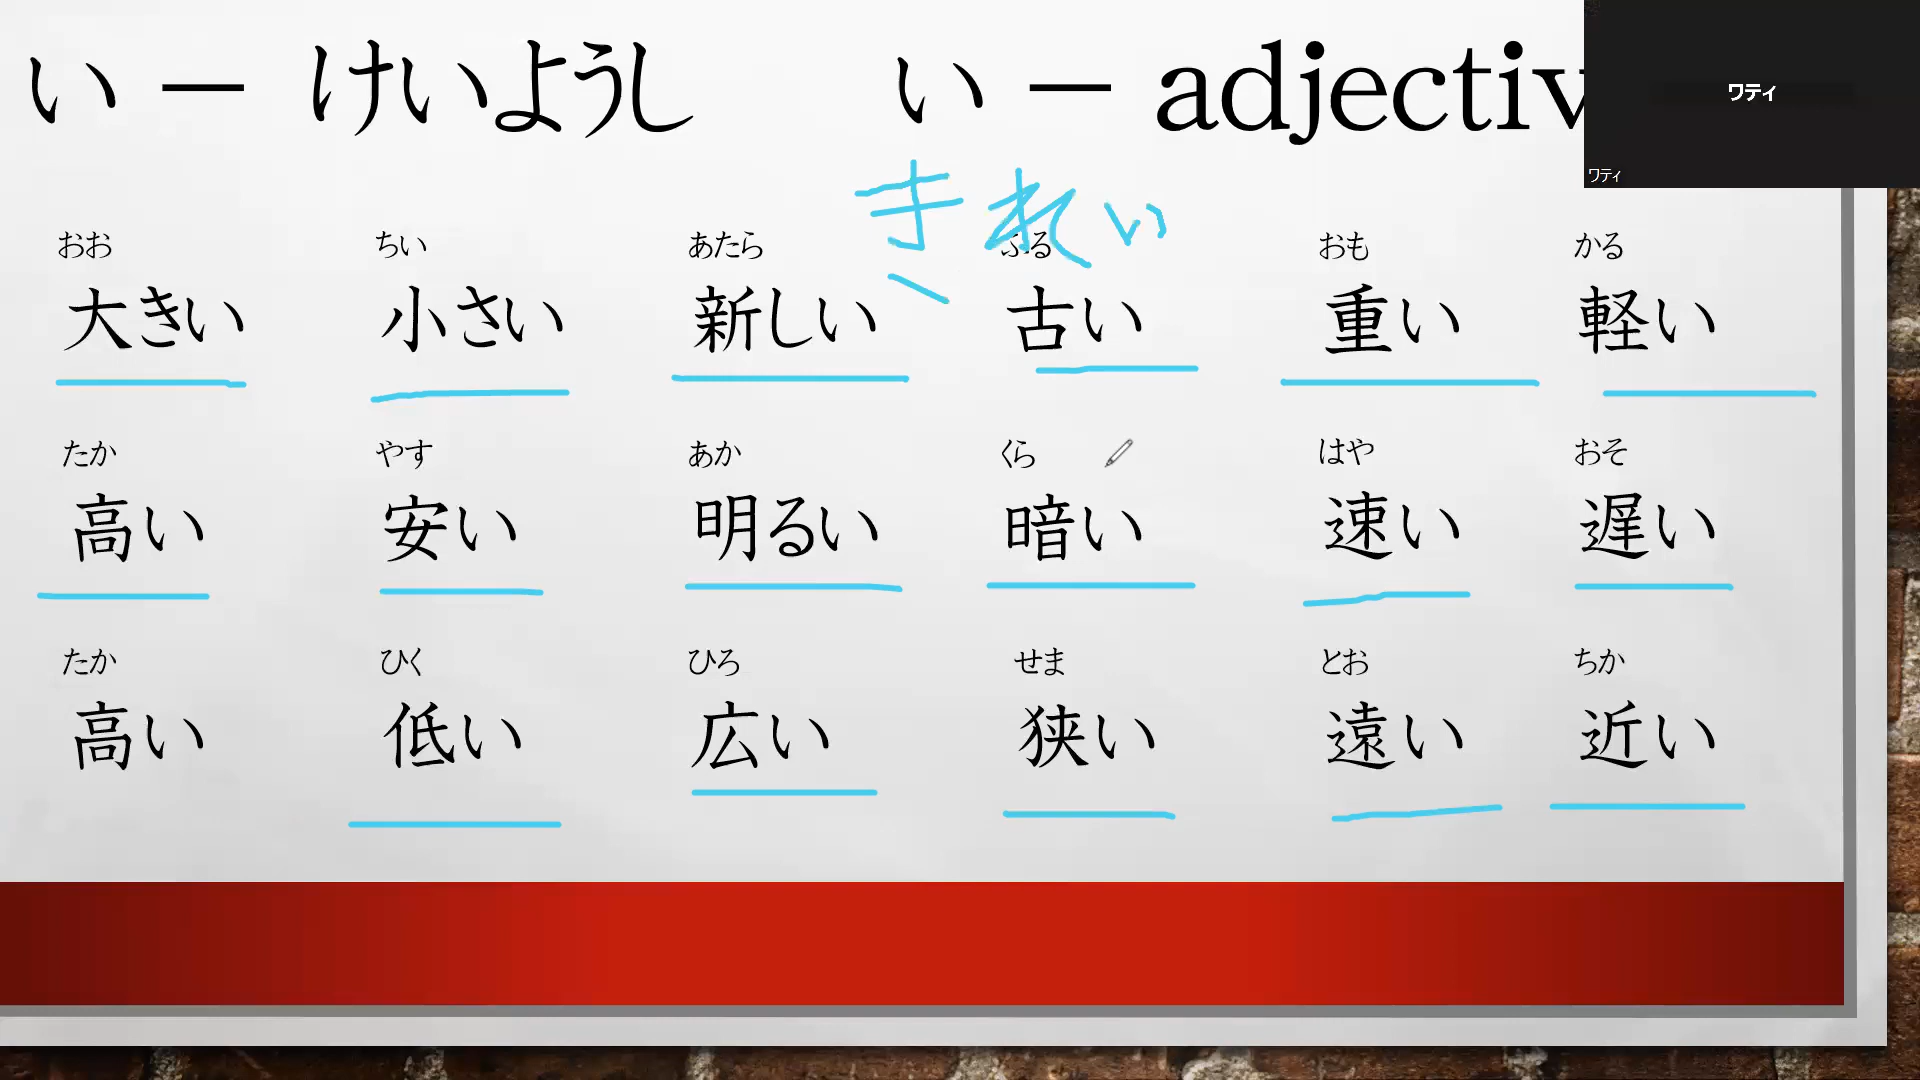 い － けいようし い － adjectiv
ワティ
ワティ
きれい
おお ちい あたら ふる おも かる
大きい 小さい 新しい 古い 重い 軽い
たか やす あか くら はや おそ
高い 安い 明るい 暗い 速い 遅い
たか ひく ひろ せま とお ちか
高い 低い 広い 狭い 遠い 近い